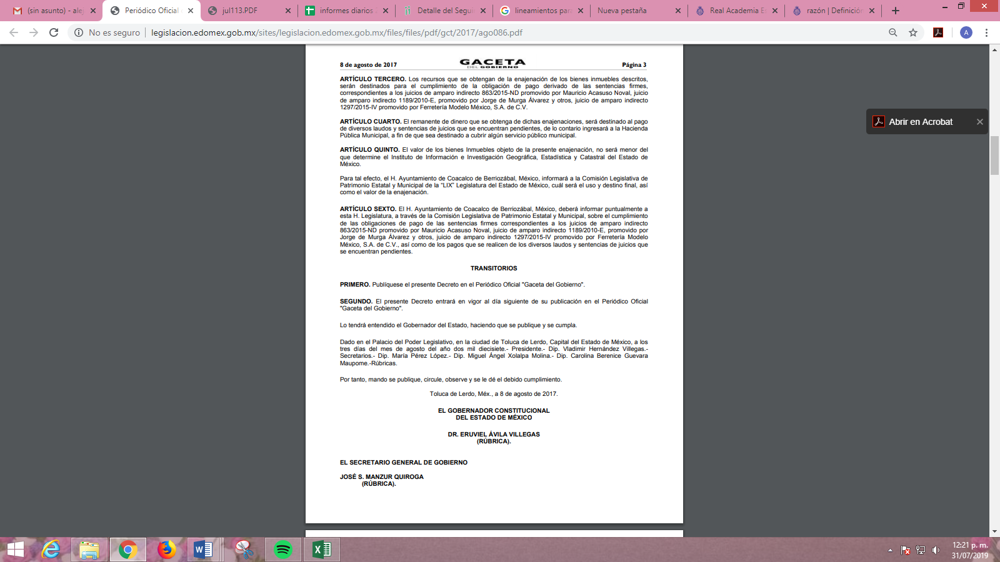 (sin asunto) - ale
Periódico Oficial
jul113.PDF
informes diarios
Detalle del Segui
lineamientos para
Nueva pestaña
Real Academia Es
razón | Definición
No es seguro
legislacion.edomex.gob.mx/sites/legislacion.edomex.gob.mx/files/files/pdf/gct/2017/ago086.pdf
A
Abrir en Acrobat
8 de agosto de 2017
GACETA
DEL GOBIERNO
Página 3
ARTÍCULO TERCERO. Los recursos que se obtengan de la enajenación de los bienes inmuebles descritos,
serán destinados para el cumplimiento de la obligación de pago derivado de las sentencias firmes,
correspondientes a los juicios de amparo indirecto 863/2015-ND promovido por Mauricio Acasuso Noval, juicio
de amparo indirecto 1189/2010-E, promovido por Jorge de Murga Álvarez y otros, juicio de amparo indirecto
1297/2015-IV promovido por Ferretería Modelo México, S.A. de C.V.
ARTÍCULO CUARTO. El remanente de dinero que se obtenga de dichas enajenaciones, será destinado al pago
de diversos laudos y sentencias de juicios que se encuentran pendientes, de lo contario ingresará a la Hacienda
Pública Municipal, a fin de que sea destinado a cubrir algún servicio público municipal.
ARTÍCULO QUINTO. El valor de los bienes Inmuebles objeto de la presente enajenación, no será menor del
que determine el Instituto de Información e Investigación Geográfica, Estadística y Catastral del Estado de
México.
Para tal efecto, el H. Ayuntamiento de Coacalco de Berriozábal, México, informará a la Comisión Legislativa de
Patrimonio Estatal y Municipal de la “LIX” Legislatura del Estado de México, cuál será el uso y destino final, así
como el valor de la enajenación.
ARTÍCULO SEXTO. El H. Ayuntamiento de Coacalco de Berriozábal, México, deberá informar puntualmente a
esta H. Legislatura, a través de la Comisión Legislativa de Patrimonio Estatal y Municipal, sobre el cumplimiento
de las obligaciones de pago de las sentencias firmes correspondientes a los juicios de amparo indirecto
863/2015-ND promovido por Mauricio Acasuso Noval, juicio de amparo indirecto 1189/2010-E, promovido por
Jorge de Murga Álvarez y otros, juicio de amparo indirecto 1297/2015-IV promovido por Ferretería Modelo
México, S.A. de C.V., así como de los pagos que se realicen de los diversos laudos y sentencias de juicios que
se encuentran pendientes.
TRANSITORIOS
PRIMERO. Publíquese el presente Decreto en el Periódico Oficial "Gaceta del Gobierno".
SEGUNDO. El presente Decreto entrará en vigor al día siguiente de su publicación en el Periódico Oficial
"Gaceta del Gobierno".
Lo tendrá entendido el Gobernador del Estado, haciendo que se publique y se cumpla.
Dado en el Palacio del Poder Legislativo, en la ciudad de Toluca de Lerdo, Capital del Estado de México, a los
tres días del mes de agosto del año dos mil diecisiete.- Presidente.- Dip. Vladimir Hernández Villegas.-
Secretarios.- Dip. María Pérez López.- Dip. Miguel Ángel Xolalpa Molina.- Dip. Carolina Berenice Guevara
Maupome.-Rúbricas.
Por tanto, mando se publique, circule, observe y se le dé el debido cumplimiento.
Toluca de Lerdo, Méx., a 8 de agosto de 2017.
EL GOBERNADOR CONSTITUCIONAL
DEL ESTADO DE MÉXICO
DR. ERUVIEL ÁVILA VILLEGAS
(RÚBRICA).
EL SECRETARIO GENERAL DE GOBIERNO
JOSÉ S. MANZUR QUIROGA
(RÚBRICA).
12:21 p. m.
31/07/2019